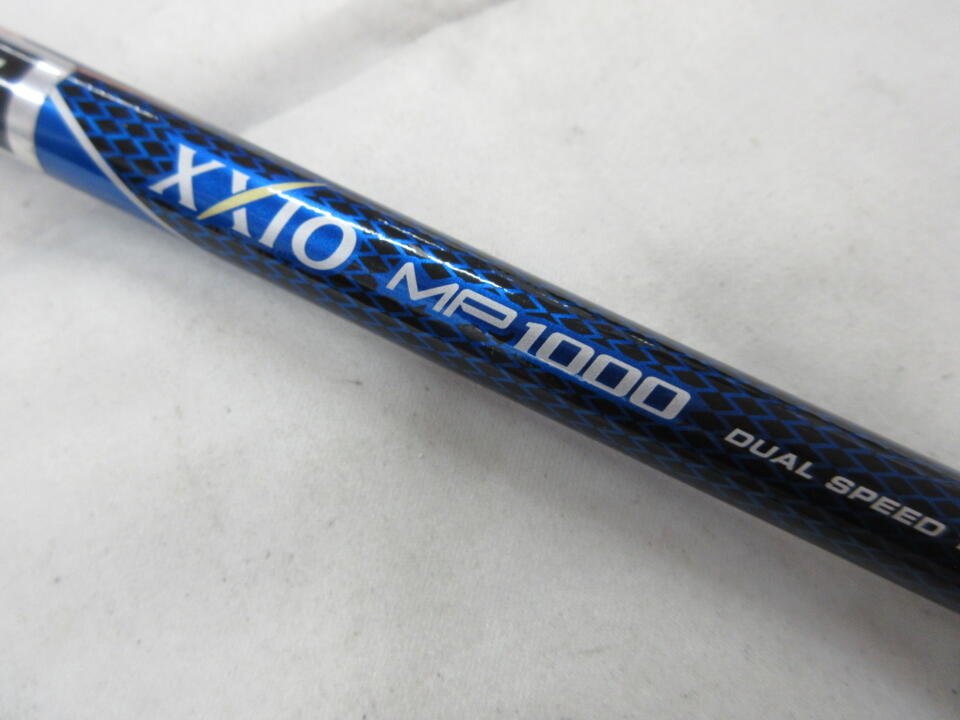 XXIO
MP1000
DUAL SPEED